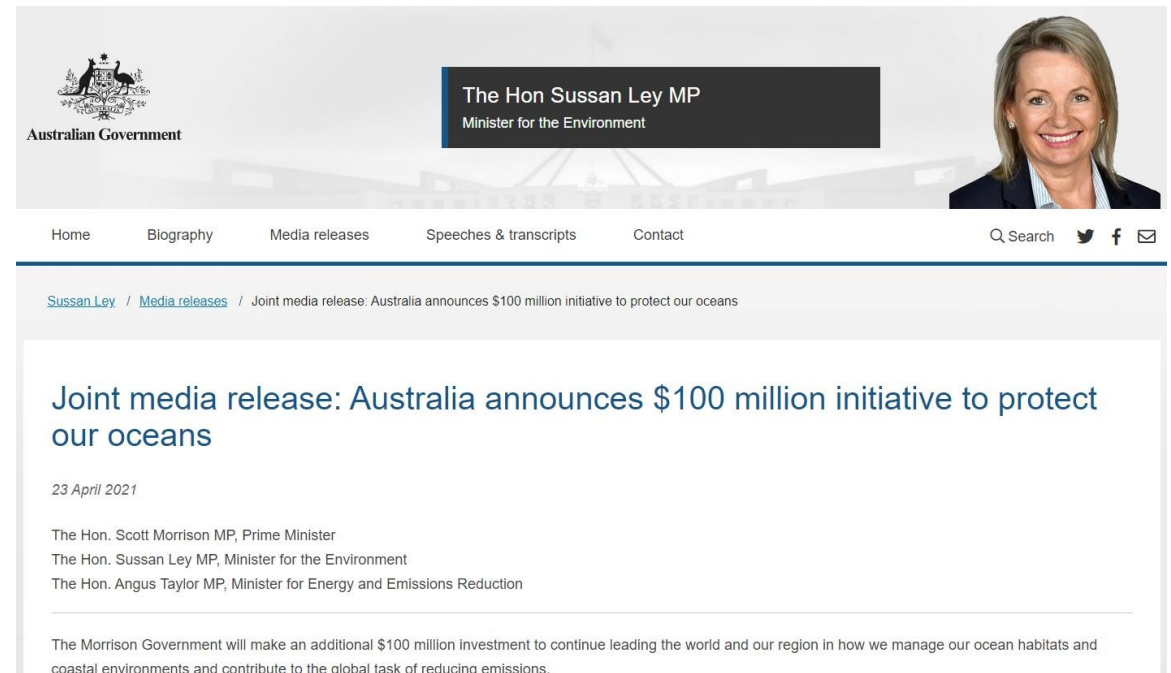 The Hon Sussan Ley MP
Minister for the Environment
Australian Government
Home Biography Media releases Speeches & transcripts Contact Search
Sussan Ley / Media releases / Joint media release: Australia announces $100 million initiative to protect our oceans
Joint media release: Australia announces $100 million initiative to protect
our oceans
23 April 2021
The Hon. Scott Morrison MP, Prime Minister
The Hon. Sussan Ley MP, Minister for the Environment
The Hon. Angus Taylor MP, Minister for Energy and Emissions Reduction
The Morrison Government will make an additional $100 million investment to continue leading the world and our region in how we manage our ocean habitats and
coastal environments and contribute to the global task of reducing emissions.